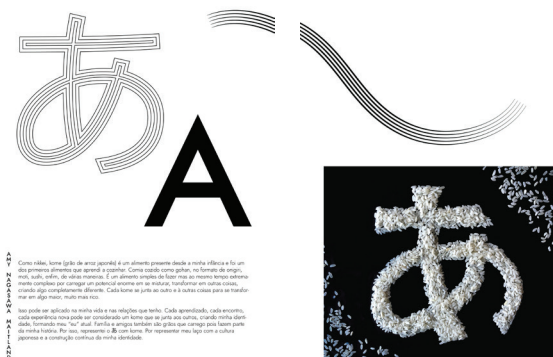 あ
A
AMY NAGASAWA MAITLAND
Como nikkei, kome (grão de arroz japonês) é um alimento presente desde a minha infância e foi um
dos primeiros alimentos que aprendi a cozinhar. Comia cozido como gohan, no formato de onigiri,
moti, sushi, enfim, de várias maneiras. É um alimento simples de fazer mas ao mesmo tempo extrema-
mente complexo por carregar um potencial enorme em se misturar, transformar em outras coisas,
criando algo completamente diferente. Cada kome se junta ao outro e à outras coisas para se transfor-
mar em algo maior, muito mais rico.
Isso pode ser aplicado na minha vida e nas relações que tenho. Cada aprendizado, cada encontro,
cada experiência nova pode ser considerado um kome que se junta aos outros, criando minha identi-
dade, formando meu "eu" atual. Família e amigos também são grãos que carrego pois fazem parte
da minha história. Por isso, representei o あ com kome. Por representar meu laço com a cultura
japonesa e a construção contínua da minha identidade.
あ